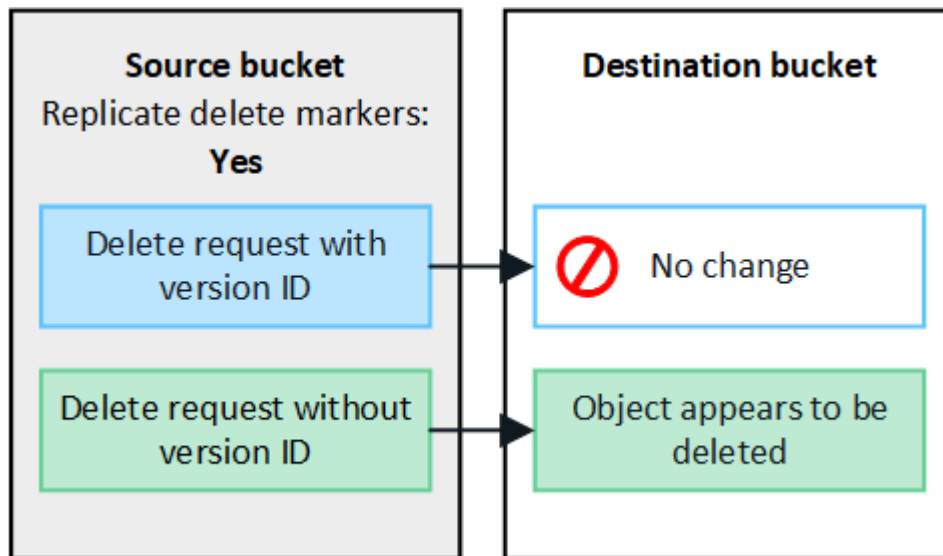 Source bucket
Replicate delete markers:
Yes
Delete request with
version ID
Delete request without
version ID
Destination bucket
No change
Object appears to be
deleted